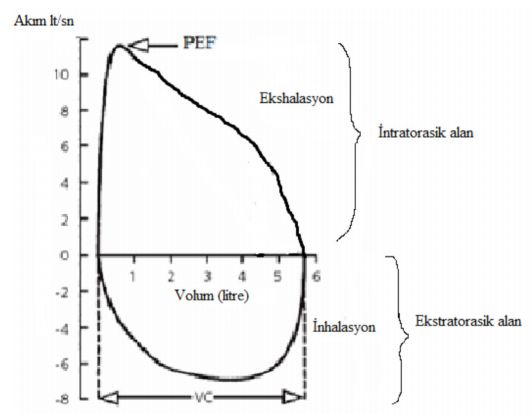 Akım lt/sn
PEF
10
8
6
4
2
0
-2
-4
-6
-8
1 2 3 4 5 6
Volum (litre)
VC
Ekshalasyon
İntratorasik alan
İnhalasyon
Ekstratorasik alan